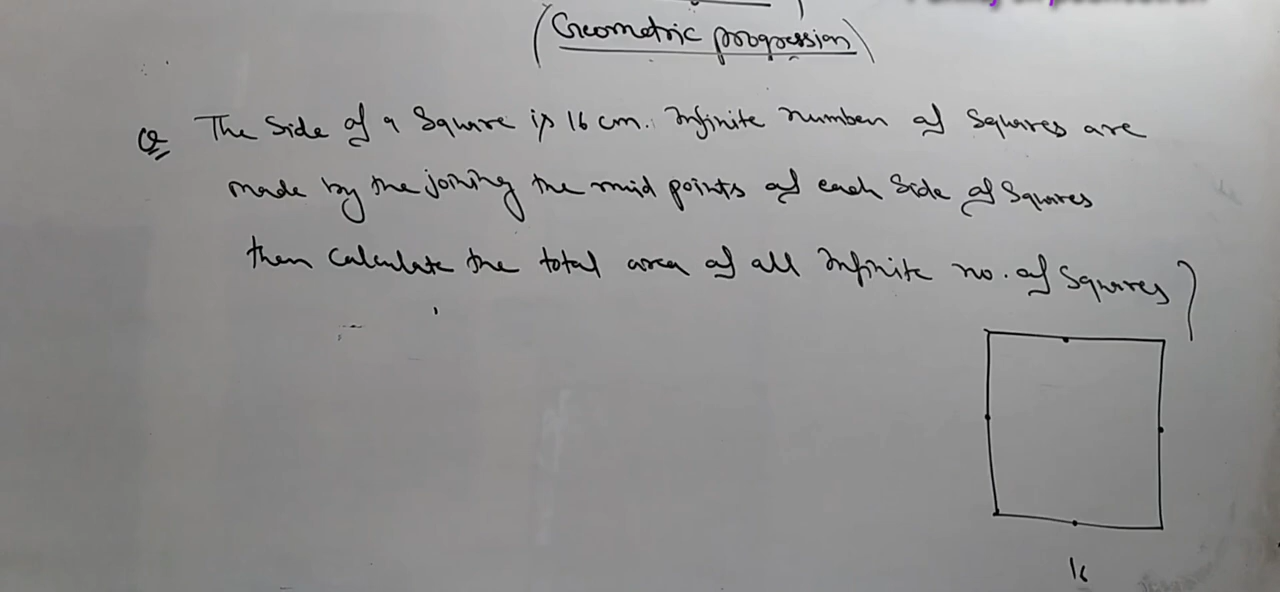 (Geometric progression)
Q The Side of a Square is 16 cm. Infinite number of Squares are
made by the joining the mid points of each Side of Squares
then calculate the total area of all Infinite no. of Squares ?
16